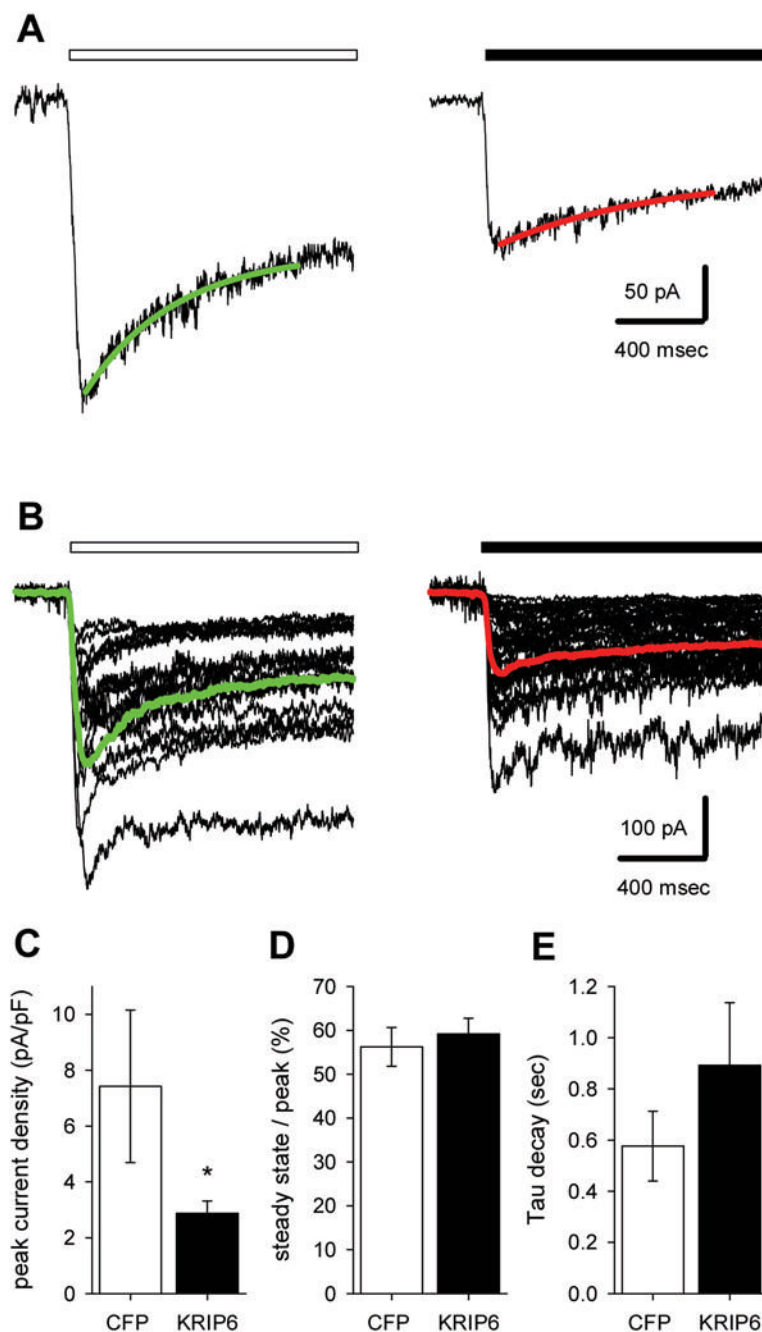 A
50 pA
400 msec
B
100 pA
400 msec
C
peak current density (pA/pF)
10
8
6
4
2
0
*
CFP
KRIP6
D
steady state / peak (%)
70
60
50
40
30
20
10
0
CFP
KRIP6
E
Tau decay (sec)
1.2
1.0
0.8
0.6
0.4
0.2
0.0
CFP
KRIP6